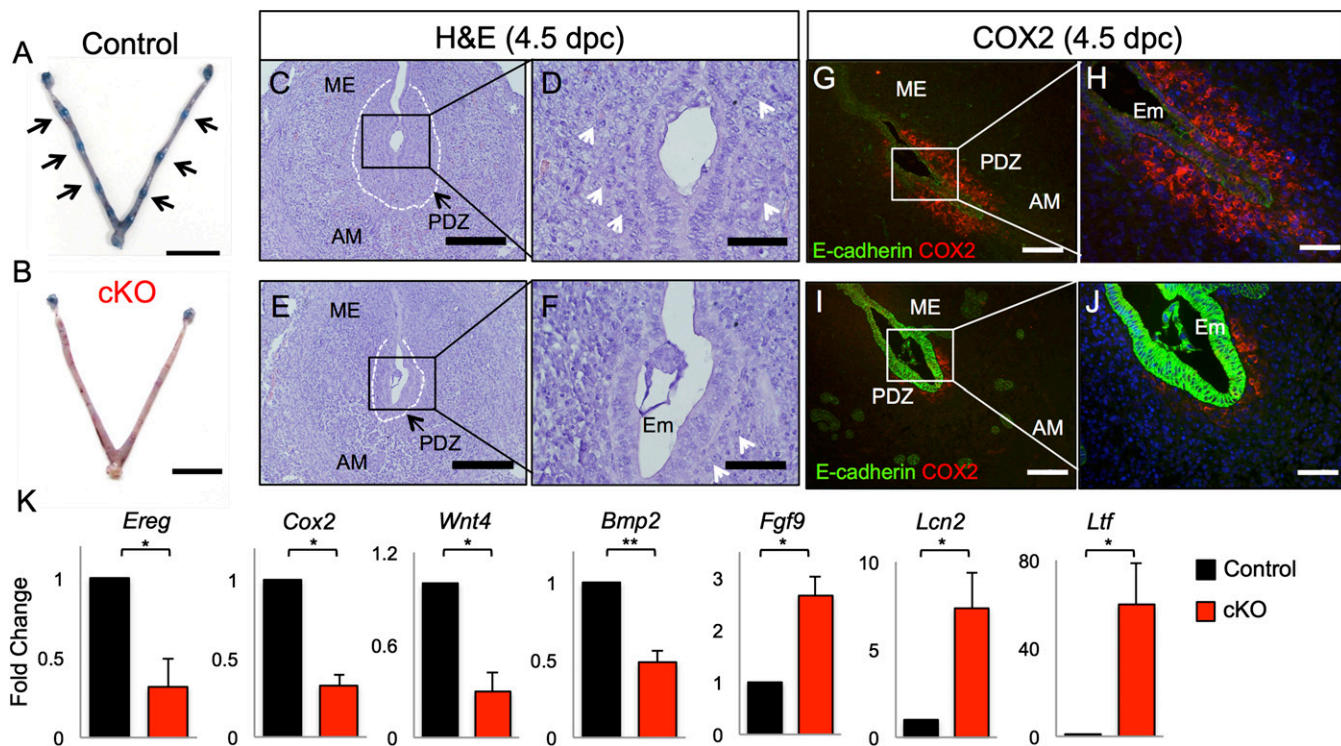 A
Control
B
cKO
H&E (4.5 dpc)
C
ME
PDZ
AM
D
E
ME
PDZ
AM
F
Em
COX2 (4.5 dpc)
G
ME
PDZ
AM
E-cadherin COX2
H
Em
I
ME
PDZ
AM
E-cadherin COX2
J
Em
K
Fold Change
Ereg
*
1
0.5
0
Cox2
*
1
0.5
0
Wnt4
*
1.2
0.6
0
Bmp2
**
1
0.5
0
Fgf9
*
3
2
1
0
Lcn2
*
10
5
0
Ltf
*
80
40
0
Control
cKO